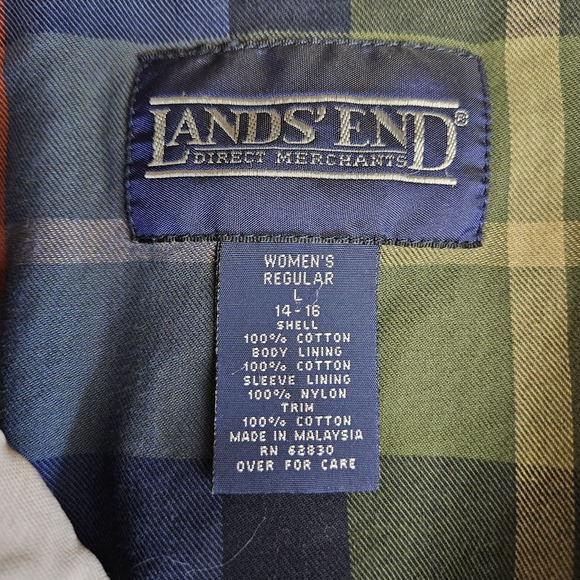 LANDS' END®
DIRECT MERCHANTS
WOMEN'S
REGULAR
L
14-16
SHELL
100% COTTON
BODY LINING
100% COTTON
SLEEVE LINING
100% NYLON
TRIM
100% COTTON
MADE IN MALAYSIA
RN 62830
OVER FOR CARE